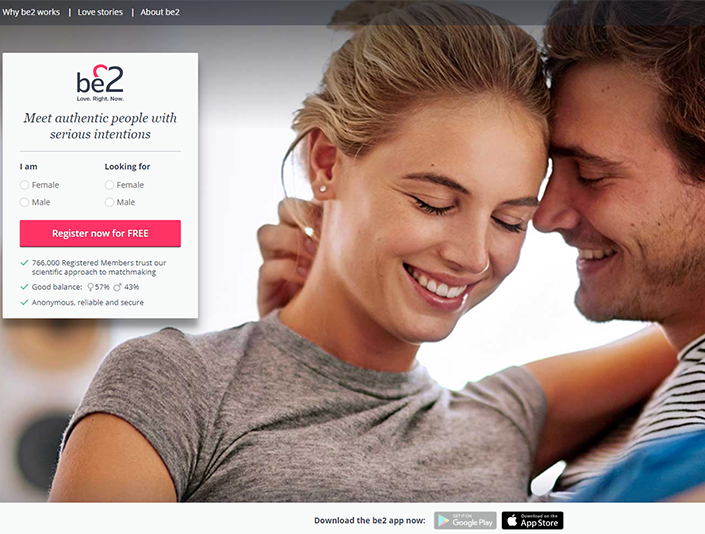 Why be2 works | Love stories | About be2
be2
Love. Right. Now.
Meet authentic people with
serious intentions
I am
Looking for
Female
Female
Male
Male
Register now for FREE
766.000 Registered Members trust our
scientific approach to matchmaking
Good balance: ♀57% ♂43%
Anonymous, reliable and secure
Download the be2 app now:
GET IT ON
Google Play
Download on the
App Store